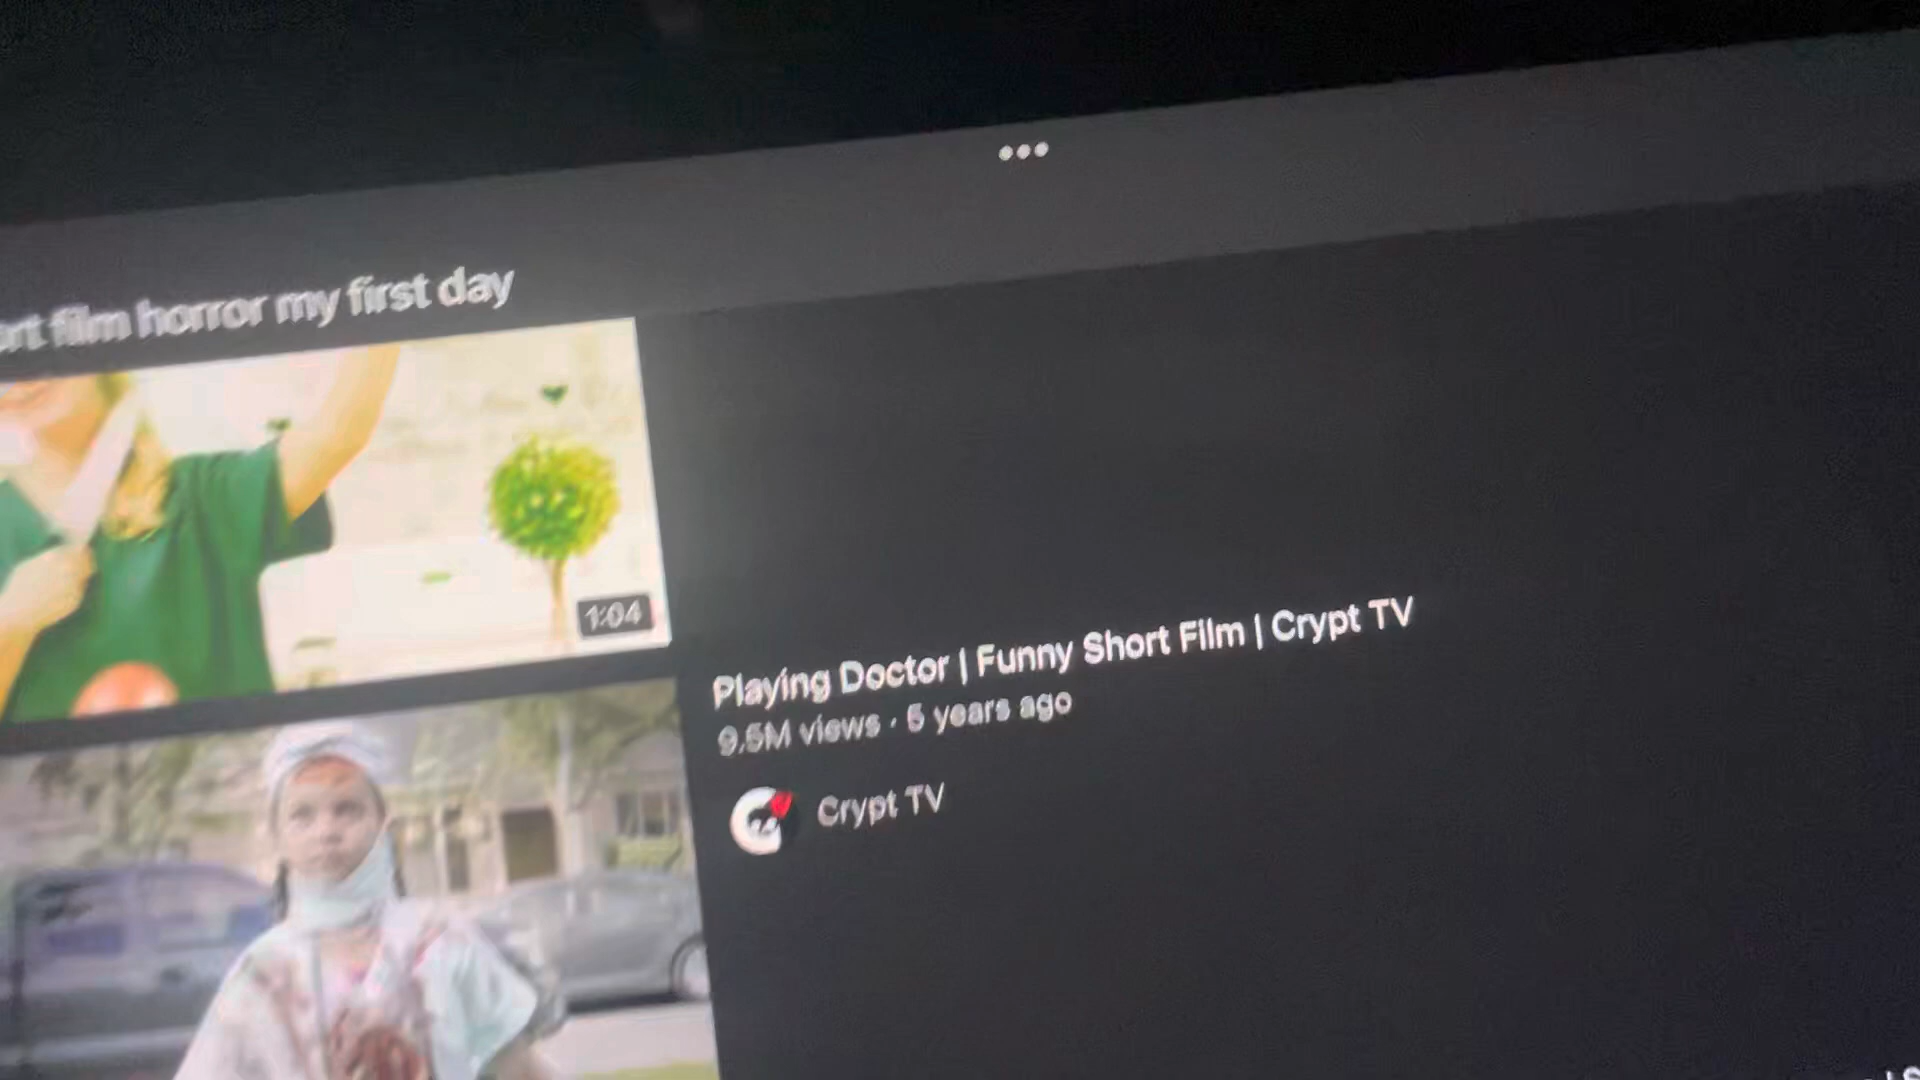 film horror my first day
1:04
Playing Doctor | Funny Short Film | Crypt TV
9.5M views · 5 years ago
Crypt TV